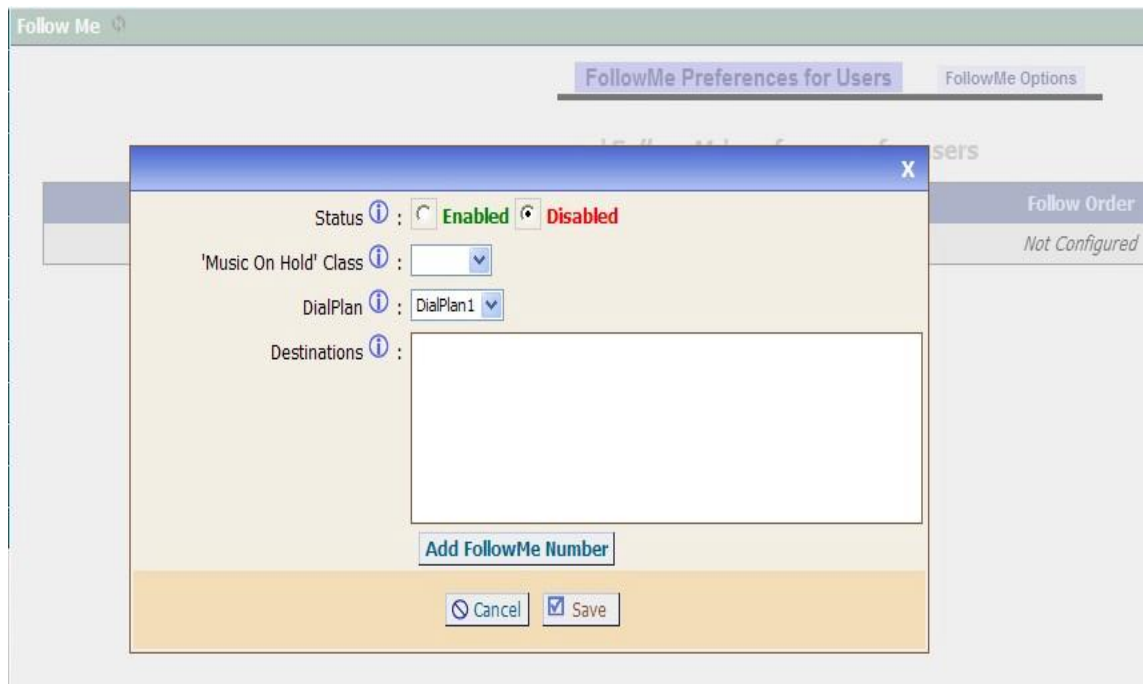 Follow Me
FollowMe Preferences for Users FollowMe Options
sers
X
Follow Order
Status : Enabled Disabled
Not Configured
'Music On Hold' Class :
DialPlan : DialPlan1
Destinations :
Add FollowMe Number
Cancel Save